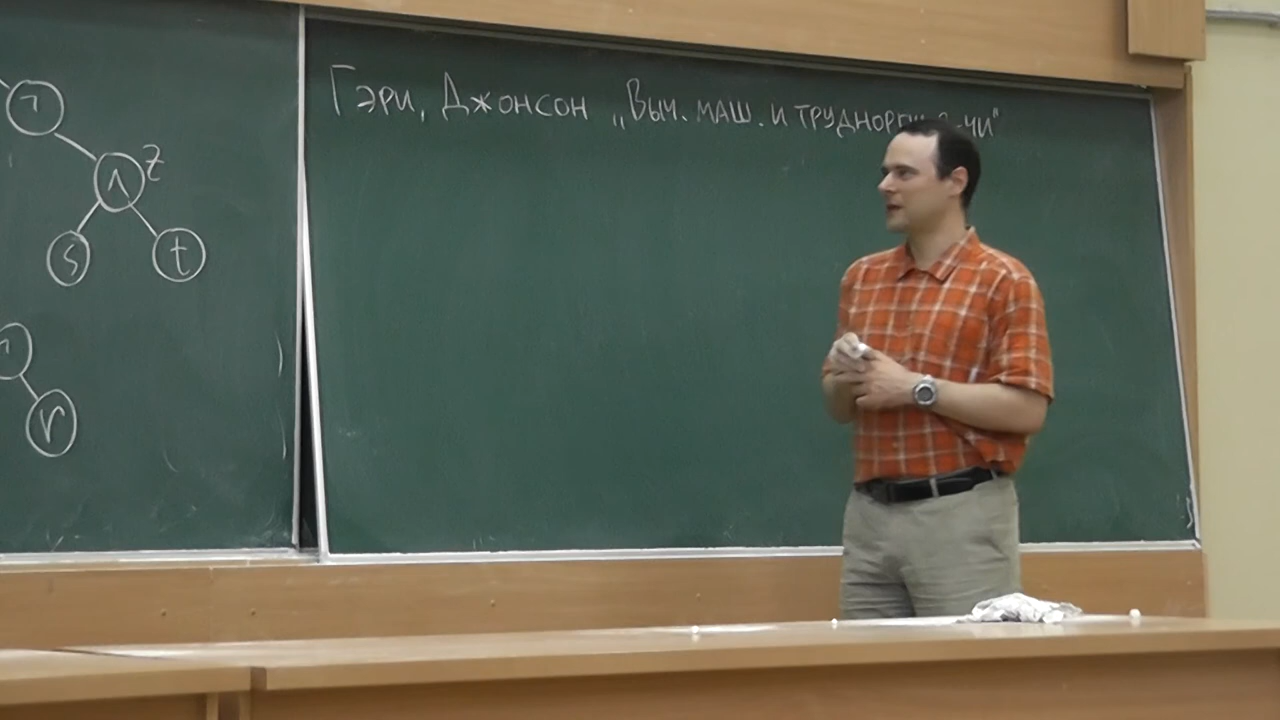 Гэри, Джонсон „Выч. маш. и
z
s t
r